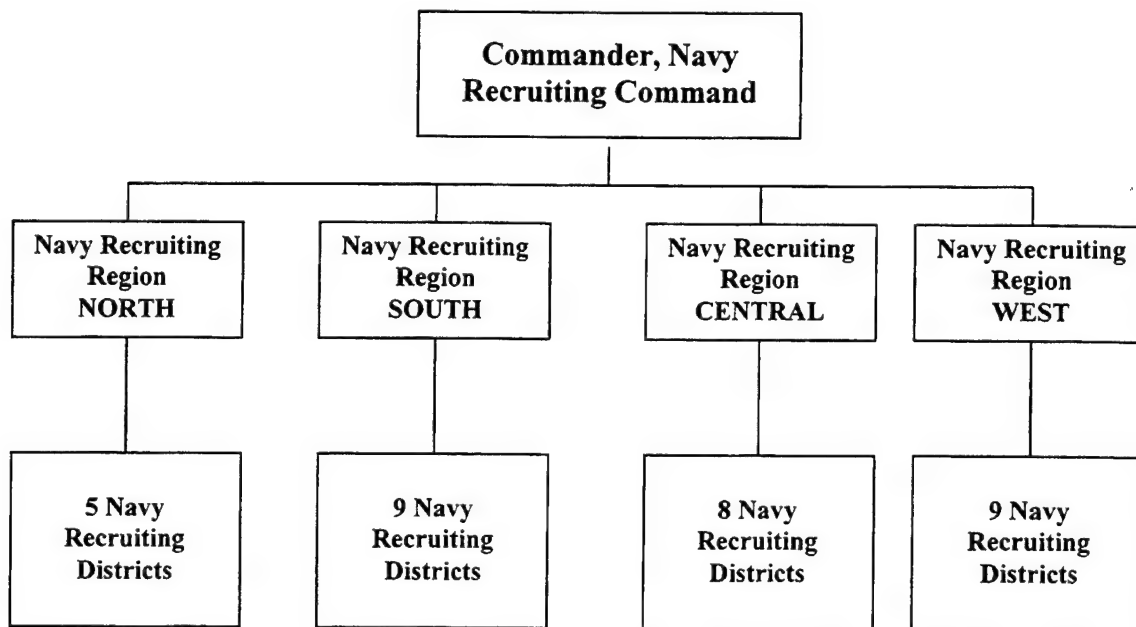 Commander, Navy
Recruiting Command
Navy Recruiting
Region
NORTH
Navy Recruiting
Region
SOUTH
Navy Recruiting
Region
CENTRAL
Navy Recruiting
Region
WEST
5 Navy
Recruiting
Districts
9 Navy
Recruiting
Districts
8 Navy
Recruiting
Districts
9 Navy
Recruiting
Districts